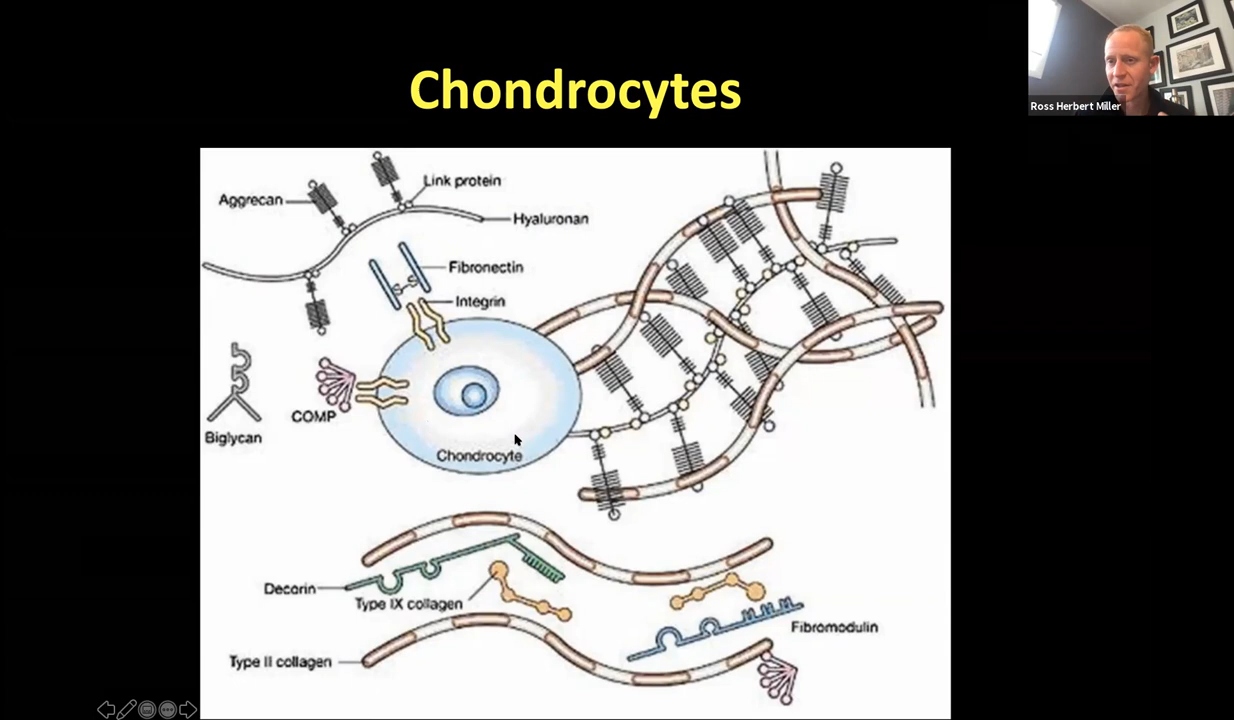 Chondrocytes
Ross Herbert Miller
Aggrecan
Link protein
Hyaluronan
Fibronectin
S-S
Integrin
COMP
Biglycan
Chondrocyte
Decorin
Type IX collagen
Fibromodulin
Type II collagen